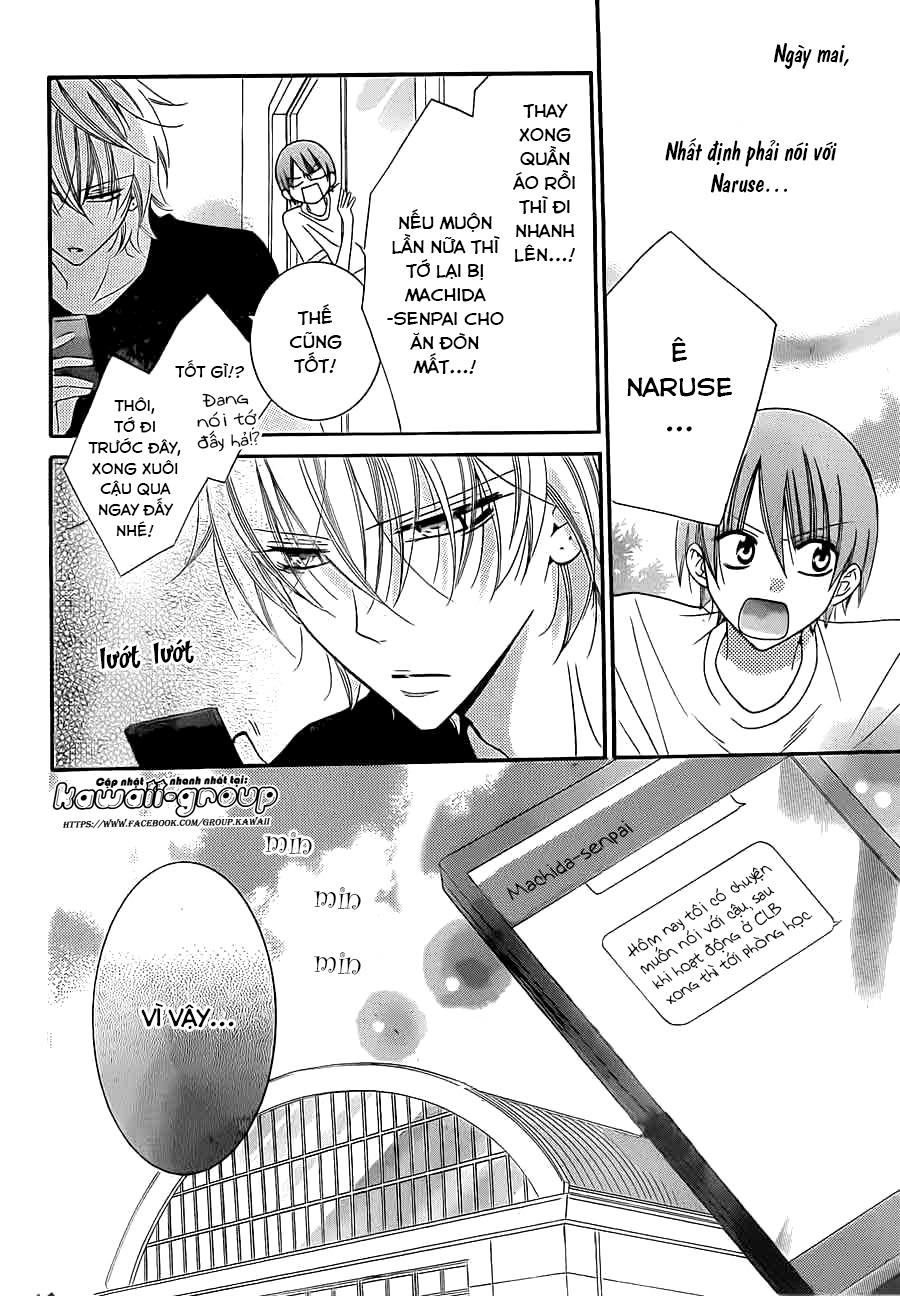 Ngày mai,
Nhất định phải nói với
Naruse...
Ê
NARUSE
...
THAY
XONG
QUẦN
ÁO RỒI
THÌ ĐI
NHANH
LÊN...!
NẾU MUỘN
LẦN NỮA THÌ
TỚ LẠI BỊ
MACHIDA
-SENPAI CHO
ĂN ĐÒN
MẤT...!
THẾ
CŨNG
TỐT!
TỐT GÌ!?
Đang
nói tớ
đấy hả!?
THÔI,
TỚ ĐI
TRƯỚC ĐÂY,
XONG XUÔI
CẬU QUA
NGAY ĐẤY
NHÉ!
lướt lướt
Cập nhật nhanh nhất tại:
kawaii-group
HTTPS://WWW.FACEBOOK.COM/GROUP.KAWAII
Machida-senpai
Hôm nay tôi có chuyện
muốn nói với cậu, sau
khi hoạt động ở CLB
xong thì tới phòng học
min
min
min
VÌ VẬY...